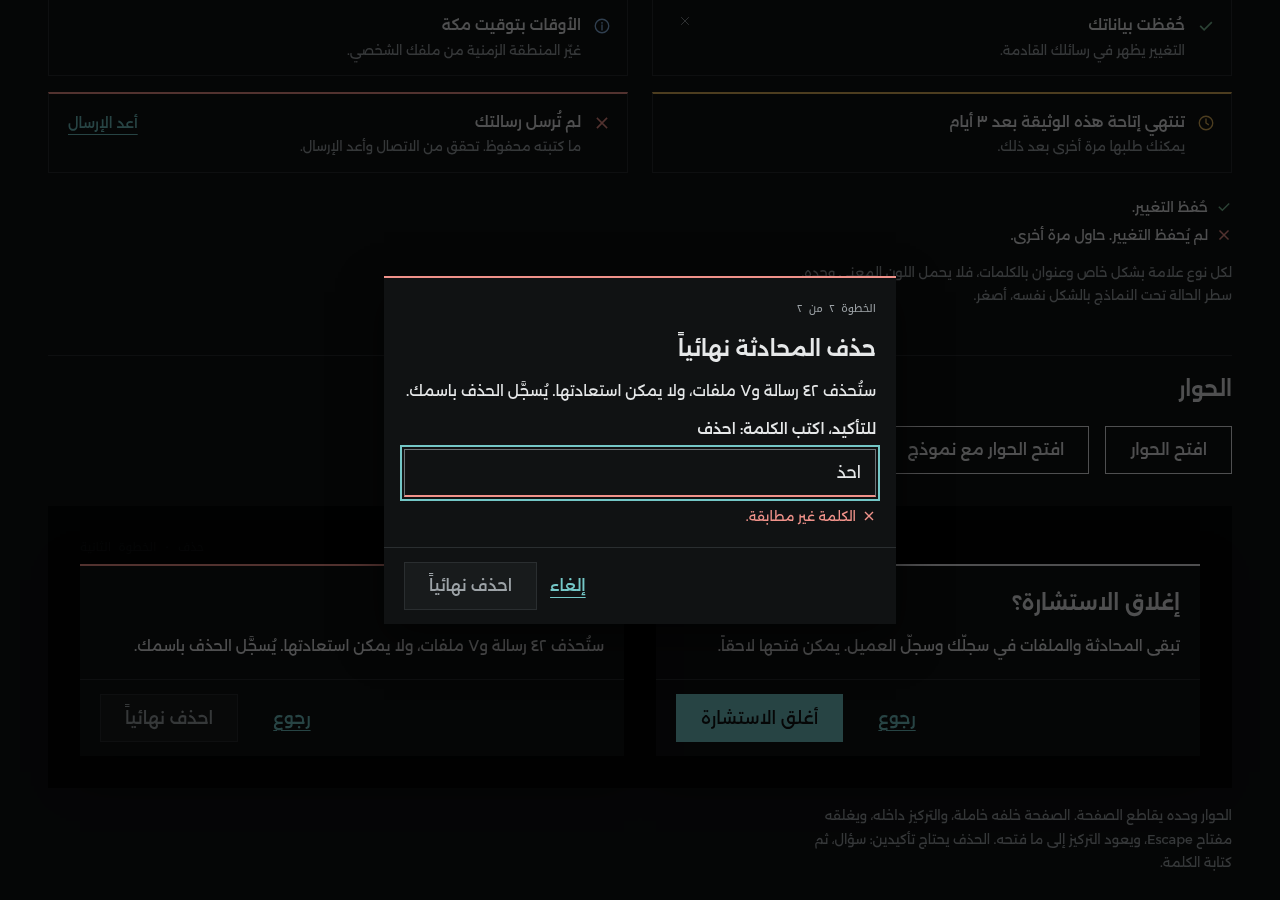 حُفظت بياناتك
التغيير يظهر في رسائلك القادمة.
الأوقات بتوقيت مكة
غيّر المنطقة الزمنية من ملفك الشخصي.
تنتهي إتاحة هذه الوثيقة بعد ٣ أيام
يمكنك طلبها مرة أخرى بعد ذلك.
لم تُرسل رسالتك
ما كتبته محفوظ. تحقق من الاتصال وأعد الإرسال.
أعد الإرسال
حُفظ التغيير.
لم يُحفظ التغيير. حاول مرة أخرى.
لكل نوع علامة بشكل خاص وعنوان بالكلمات، فلا يحمل اللون المعنى وحده.
سطر الحالة تحت النماذج بالشكل نفسه، أصغر.
الحوار
افتح الحوار
افتح الحوار مع نموذج
الخطوة ٢ من ٢
حذف المحادثة نهائياً
ستُحذف ٤٢ رسالة و٧ ملفات، ولا يمكن استعادتها. يُسجَّل الحذف باسمك.
للتأكيد، اكتب الكلمة: احذف
احذ
الكلمة غير مطابقة.
إلغاء
احذف نهائياً
إغلاق الاستشارة؟
تبقى المحادثة والملفات في سجلّك وسجلّ العميل. يمكن فتحها لاحقاً.
رجوع
أغلق الاستشارة
ستُحذف ٤٢ رسالة و٧ ملفات، ولا يمكن استعادتها. يُسجَّل الحذف باسمك.
رجوع
احذف نهائياً
الحوار وحده يقاطع الصفحة. الصفحة خلفه خاملة، والتركيز داخله، ويغلقه
مفتاح Escape، ويعود التركيز إلى ما فتحه. الحذف يحتاج تأكيدين: سؤال، ثم
كتابة الكلمة.